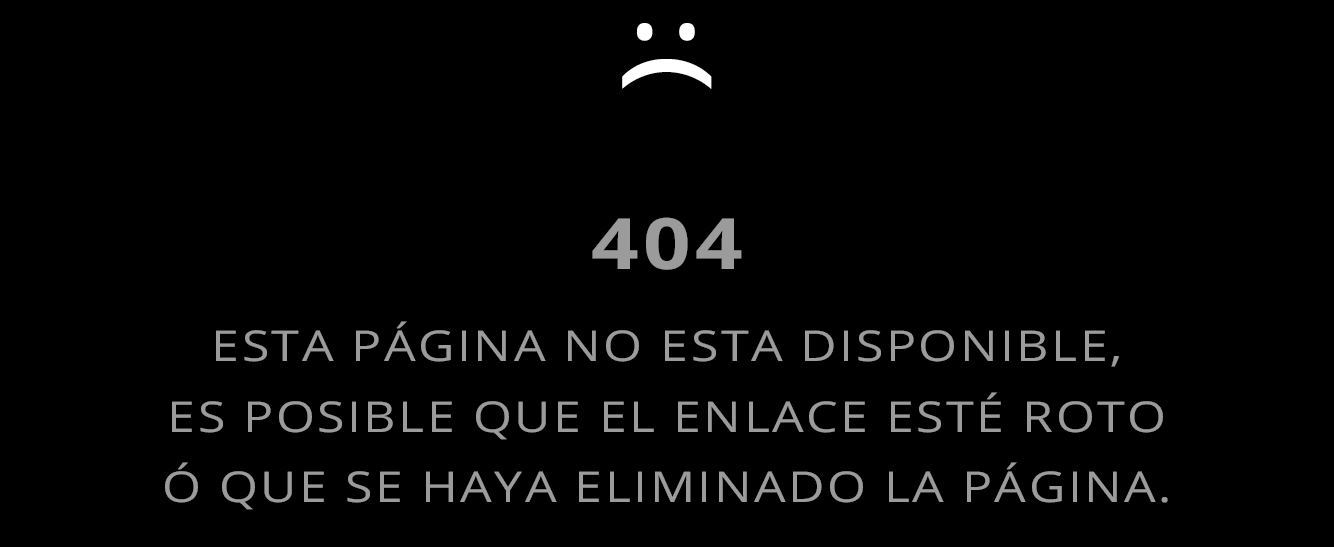 404
ESTA PÁGINA NO ESTA DISPONIBLE,
ES POSIBLE QUE EL ENLACE ESTÉ ROTO
Ó QUE SE HAYA ELIMINADO LA PÁGINA.